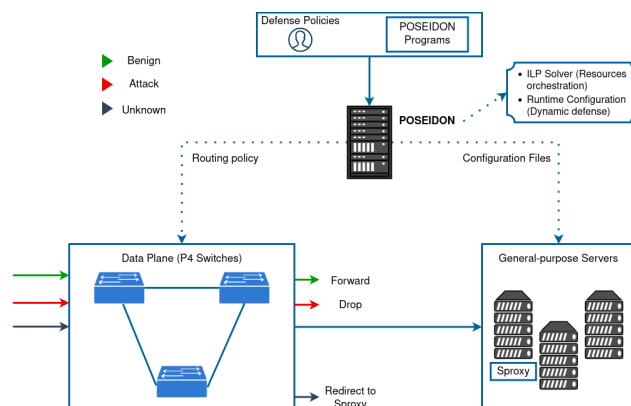 Defense Policies
POSEIDON
Programs
Benign
Attack
Unknown
POSEIDON
ILP Solver (Resources
orchestration)
Runtime Configuration
(Dynamic defense)
Routing policy
Configuration Files
Data Plane (P4 Switches)
General-purpose Servers
Forward
Drop
Sproxy
Redirect to
Sproxy